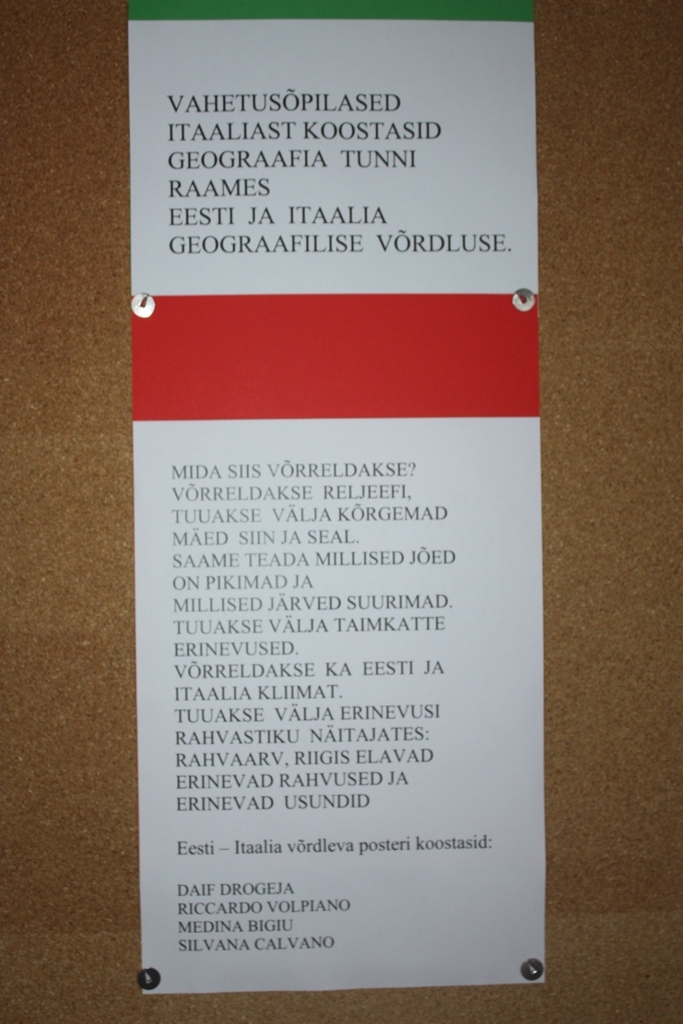 VAHETUSÕPILASED
ITAALIAST KOOSTASID
GEOGRAAFIA TUNNI
RAAMES
EESTI JA ITAALIA
GEOGRAAFILISE VÕRDLUSE.
MIDA SIIS VÕRRELDAKSE?
VÕRRELDAKSE RELJEEFI,
TUUAKSE VÄLJA KÕRGEMAD
MÄED SIIN JA SEAL.
SAAME TEADA MILLISED JÕED
ON PIKIMAD JA
MILLISED JÄRVED SUURIMAD.
TUUAKSE VÄLJA TAIMKATTE
ERINEVUSED.
VÕRRELDAKSE KA EESTI JA
ITAALIA KLIIMAT.
TUUAKSE VÄLJA ERINEVUSI
RAHVASTIKU NÄITAJATES:
RAHVAARV, RIIGIS ELAVAD
ERINEVAD RAHVUSED JA
ERINEVAD USUNDID
Eesti – Itaalia võrdleva posteri koostasid:
DAIF DROGEJA
RICCARDO VOLPIANO
MEDINA BIGIU
SILVANA CALVANO